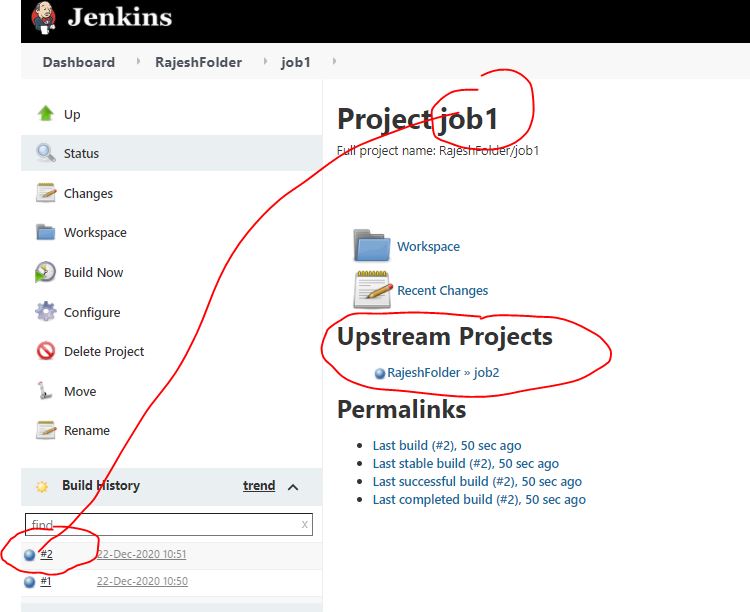 Jenkins
Dashboard RajeshFolder job1
Up
Status
Changes
Workspace
Build Now
Configure
Delete Project
Move
Rename
Build History trend
find x
#2 22-Dec-2020 10:51
#1 22-Dec-2020 10:50
Project job1
Full project name: RajeshFolder/job1
Workspace
Recent Changes
Upstream Projects
RajeshFolder » job2
Permalinks
Last build (#2), 50 sec ago
Last stable build (#2), 50 sec ago
Last successful build (#2), 50 sec ago
Last completed build (#2), 50 sec ago